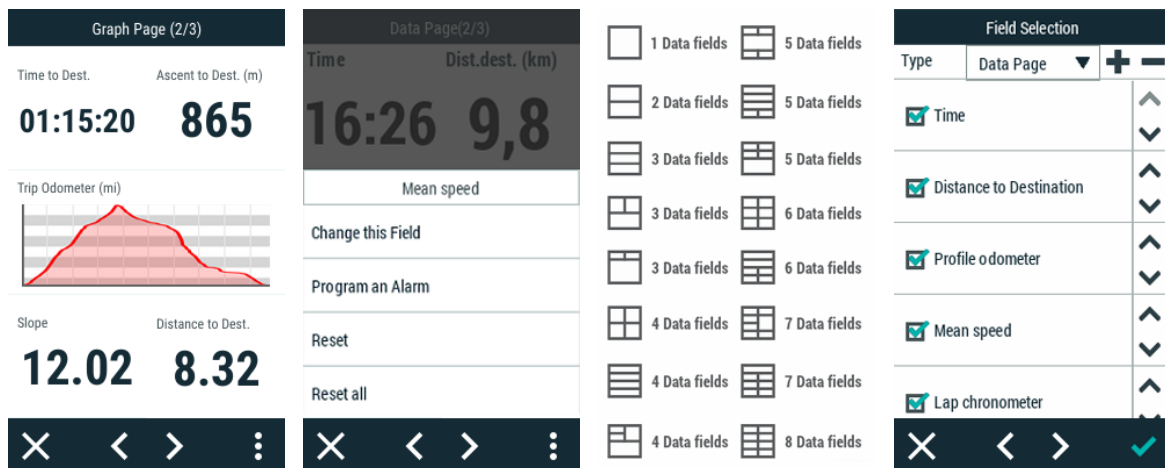 Graph Page (2/3)
Time to Dest. Ascent to Dest. (m)
01:15:20 865
Trip Odometer (mi)
Slope Distance to Dest.
12.02 8.32
Data Page(2/3)
Time Dist.dest. (km)
16:26 9,8
Mean speed
Change this Field
Program an Alarm
Reset
Reset all
1 Data fields 5 Data fields
2 Data fields 5 Data fields
3 Data fields 5 Data fields
3 Data fields 6 Data fields
3 Data fields 6 Data fields
4 Data fields 7 Data fields
4 Data fields 7 Data fields
4 Data fields 8 Data fields
Field Selection
Type Data Page
Time
Distance to Destination
Profile odometer
Mean speed
Lap chronometer